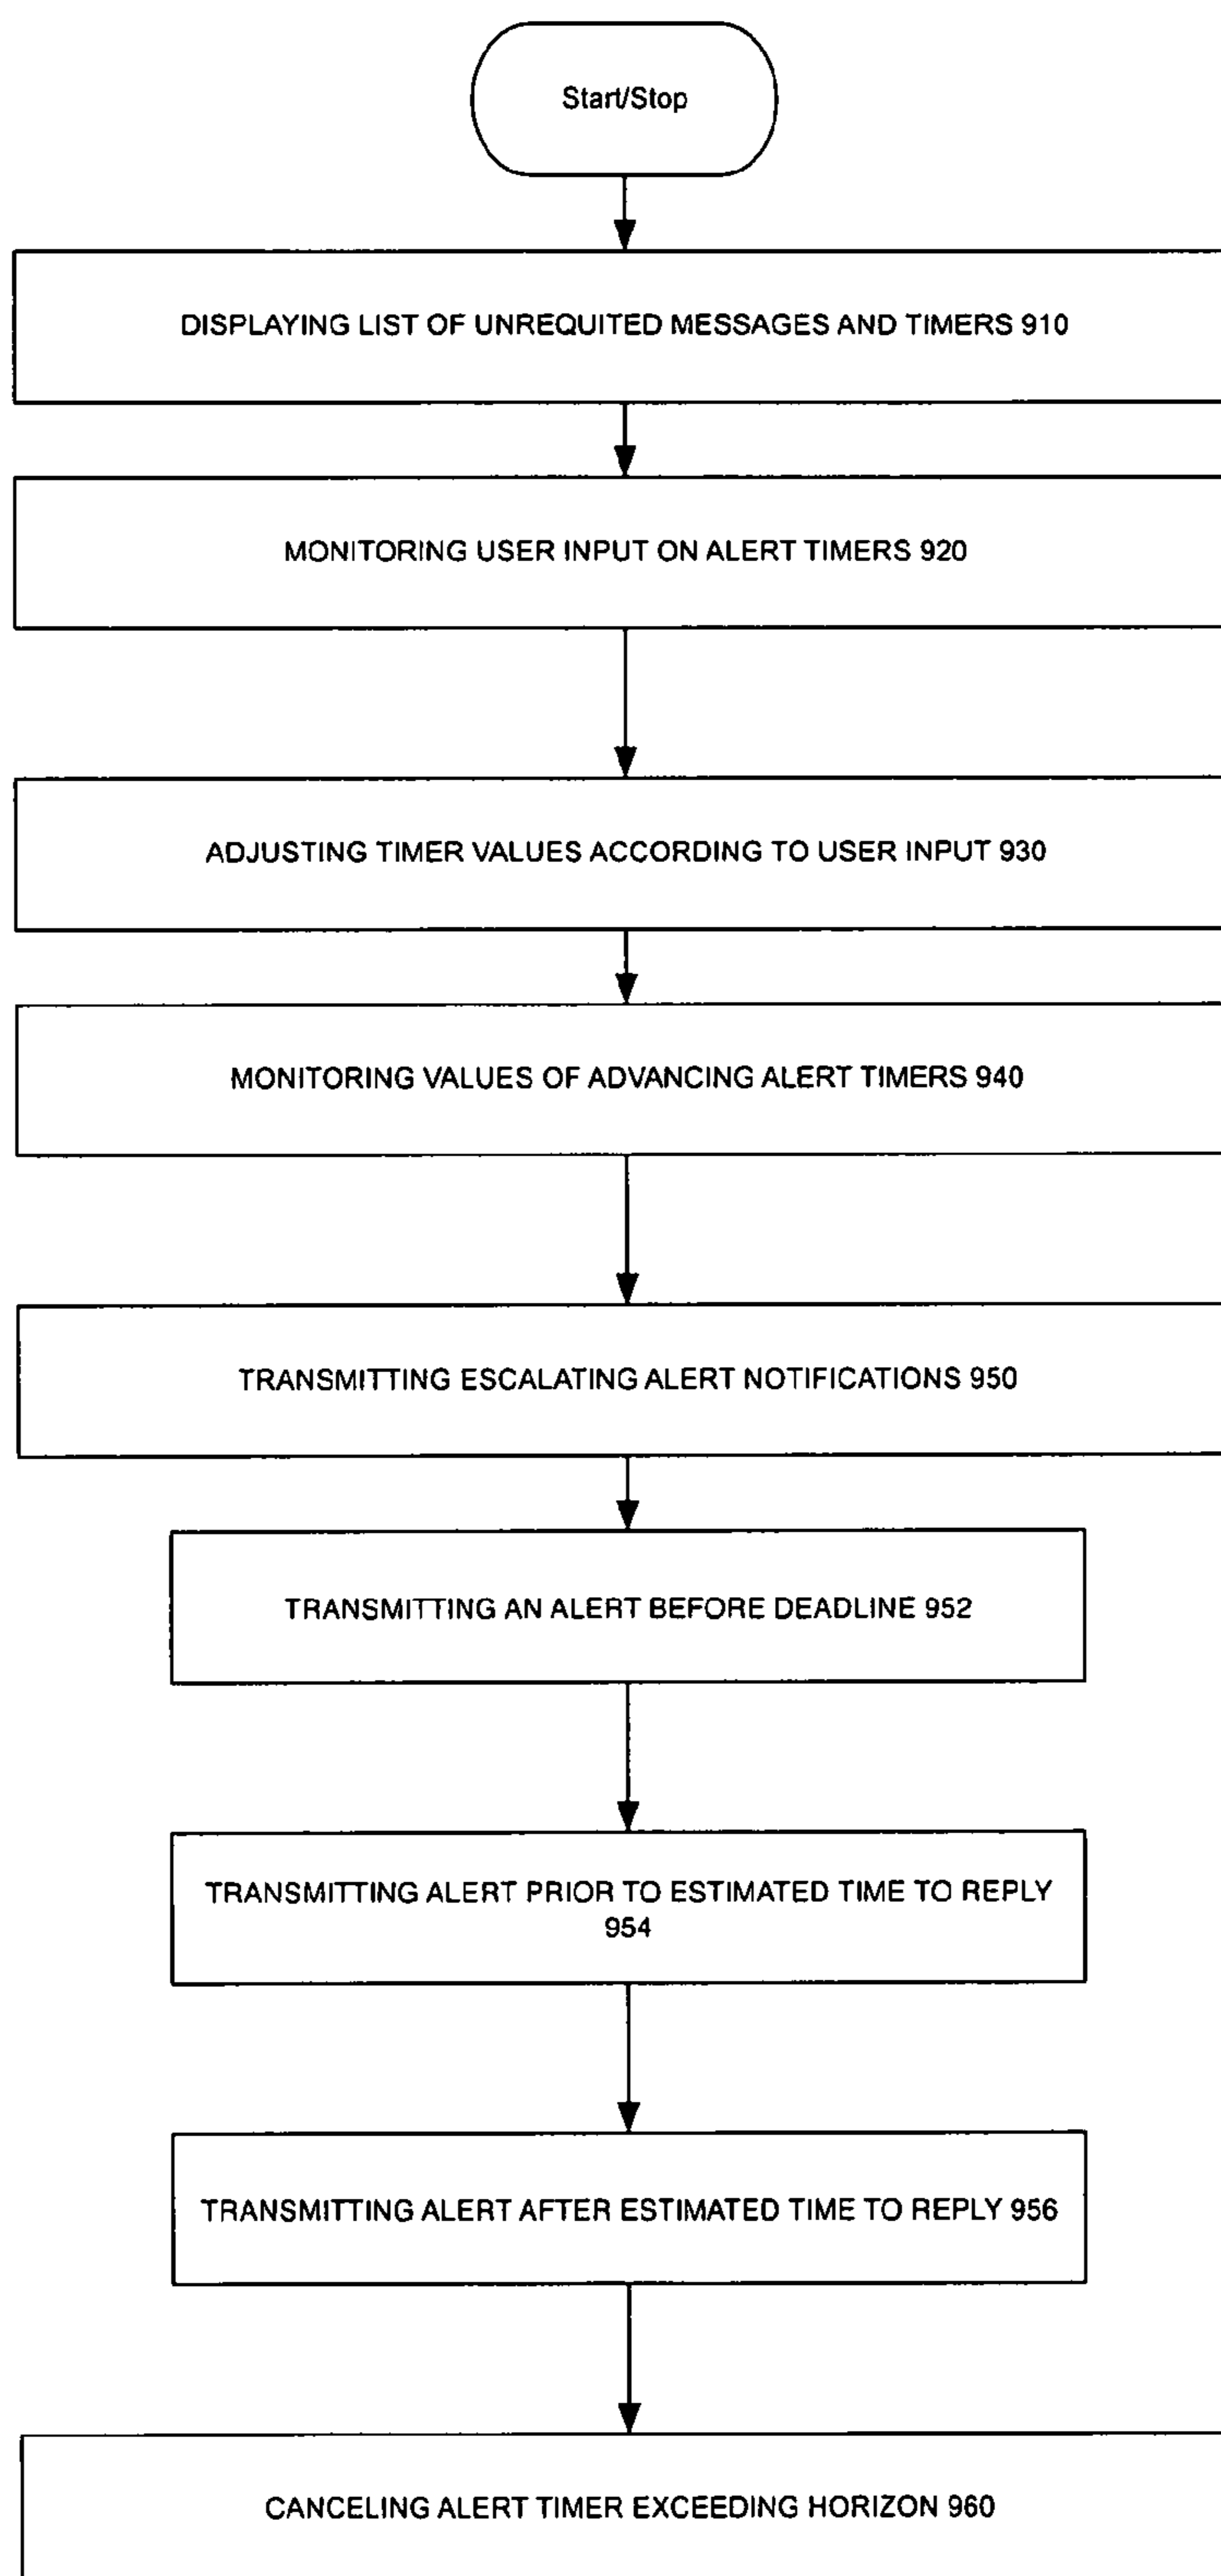 Start/Stop
DISPLAYING LIST OF UNREQUITED MESSAGES AND TIMERS 910
MONITORING USER INPUT ON ALERT TIMERS 920
ADJUSTING TIMER VALUES ACCORDING TO USER INPUT 930
MONITORING VALUES OF ADVANCING ALERT TIMERS 940
TRANSMITTING ESCALATING ALERT NOTIFICATIONS 950
TRANSMITTING AN ALERT BEFORE DEADLINE 952
TRANSMITTING ALERT PRIOR TO ESTIMATED TIME TO REPLY
954
TRANSMITTING ALERT AFTER ESTIMATED TIME TO REPLY 956
CANCELING ALERT TIMER EXCEEDING HORIZON 960